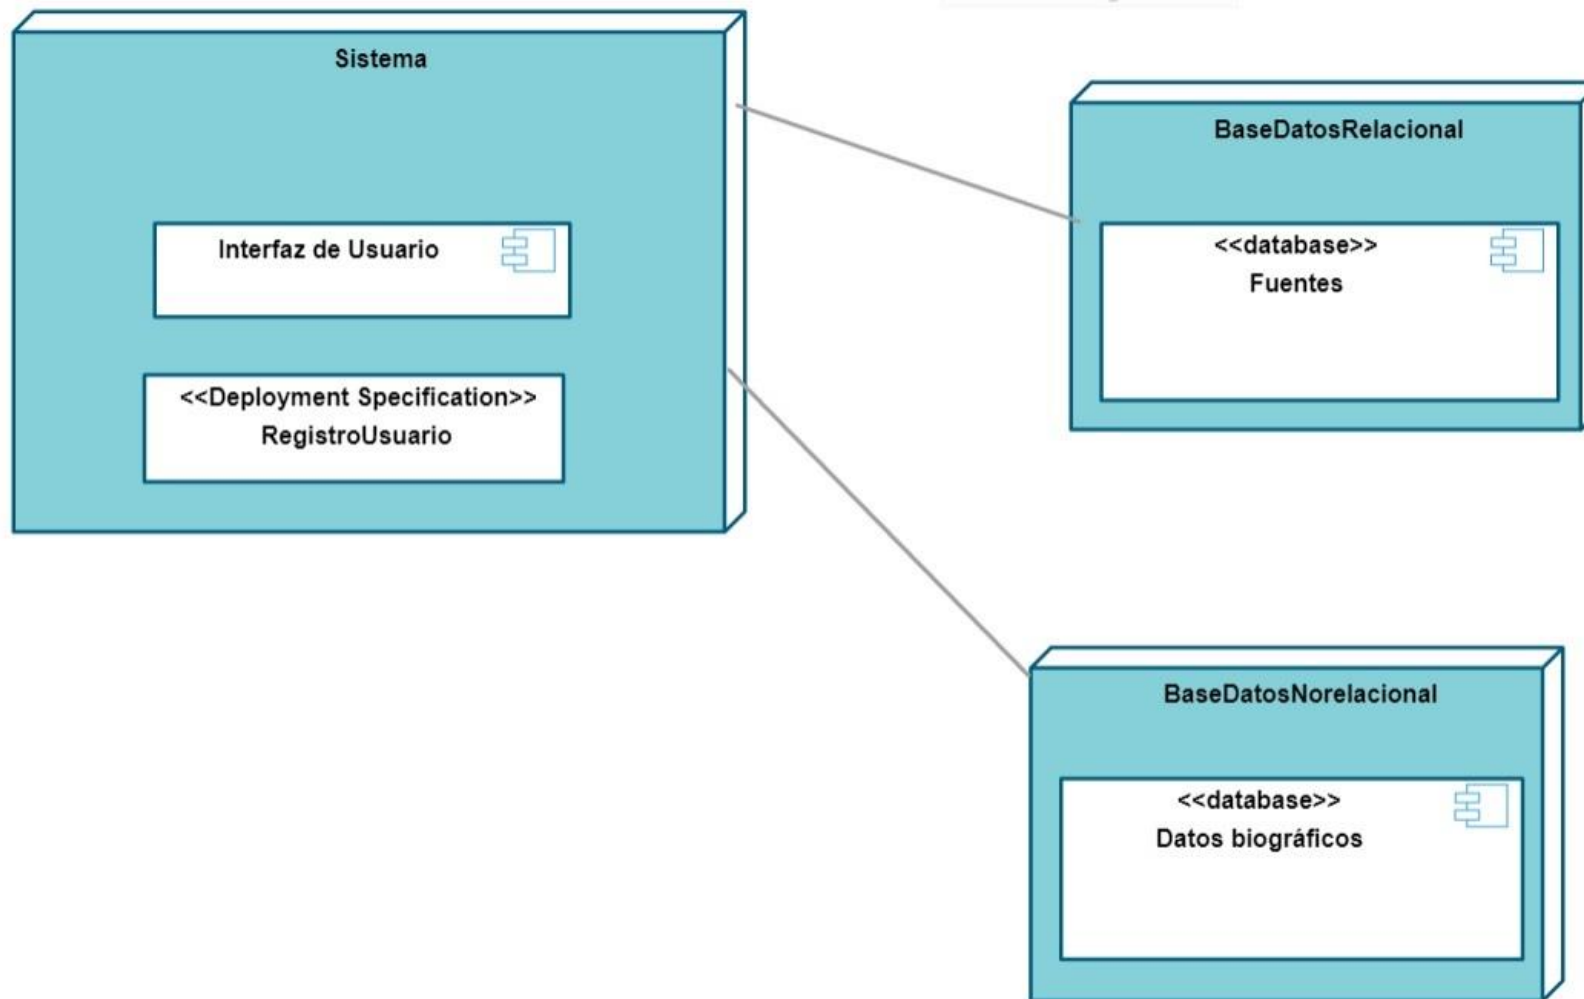 Sistema
Interfaz de Usuario
<<Deployment Specification>>
RegistroUsuario
BaseDatosRelacional
<<database>>
Fuentes
BaseDatosNorelacional
<<database>>
Datos biográficos